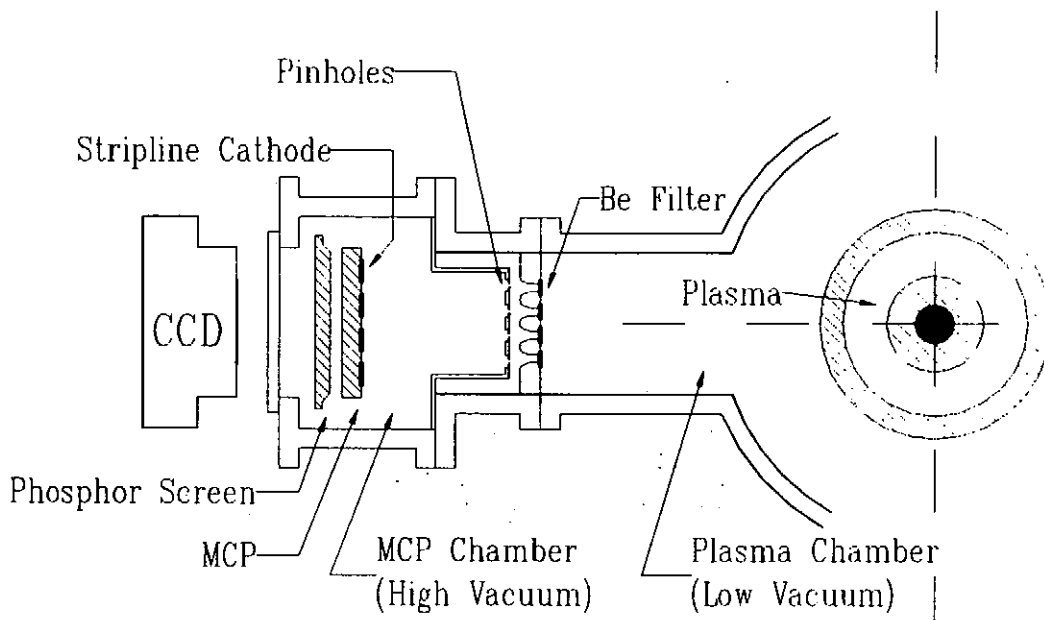 Pinholes
Stripline Cathode
Be Filter
Plasma
CCD
Phosphor Screen
MCP
MCP Chamber
(High Vacuum)
Plasma Chamber
(Low Vacuum)